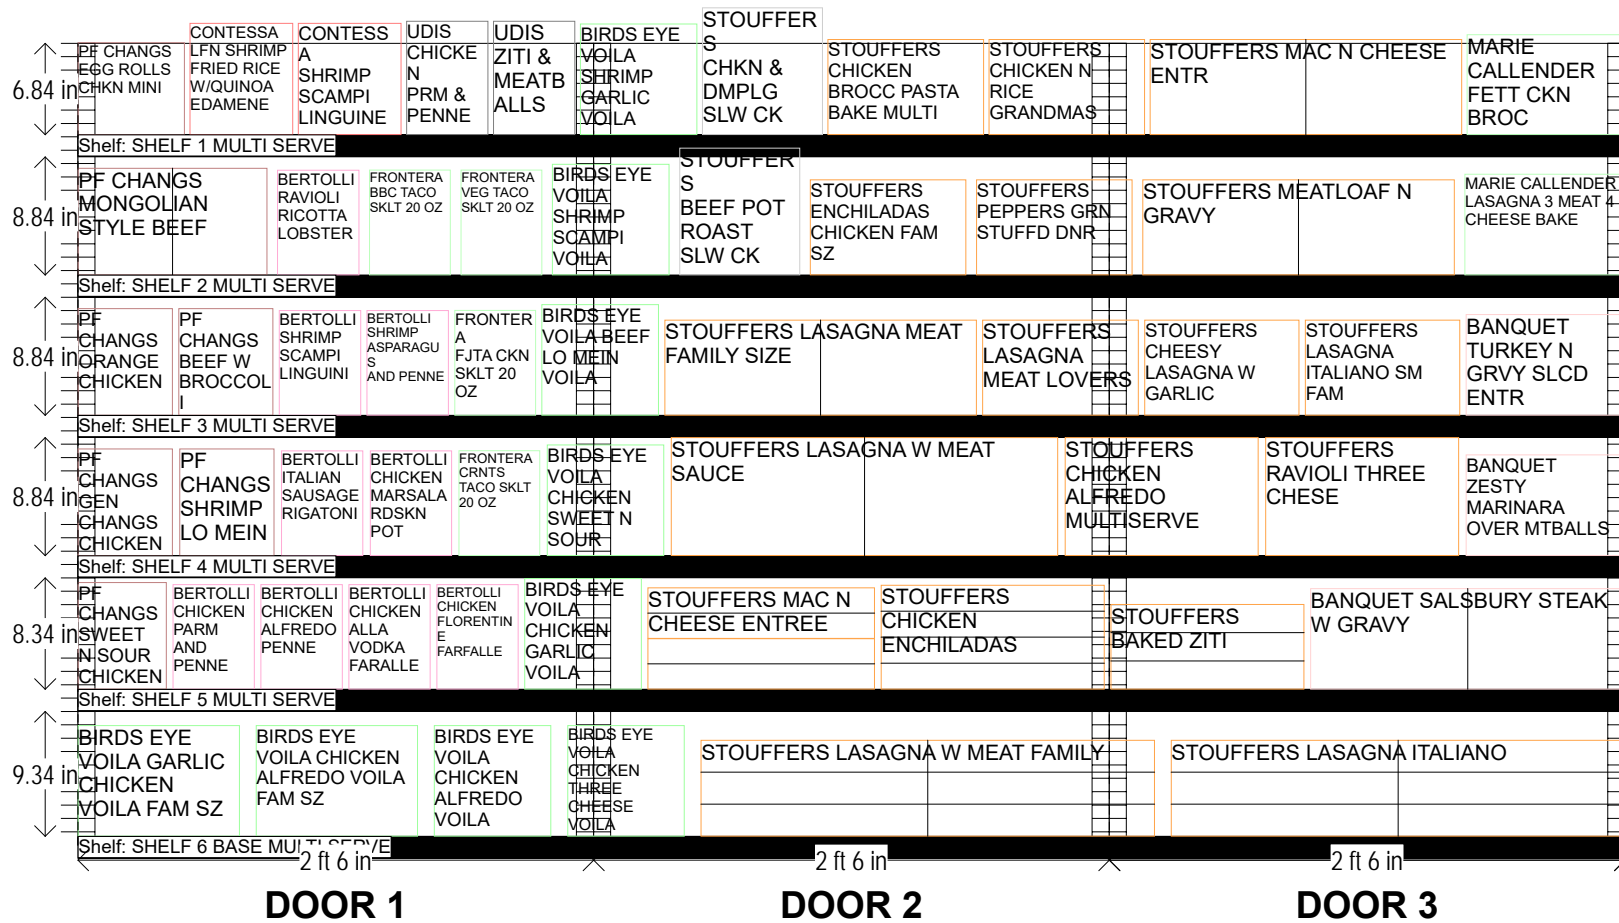 6.84 in
PF CHANGS
EGG ROLLS
CHKN MINI
CONTESSA
LFN SHRIMP
FRIED RICE
W/QUINOA
EDAMENE
CONTESS
A
SHRIMP
SCAMPI
LINGUINE
UDIS
CHICKE
N
PRM &
PENNE
UDIS
ZITI &
MEATB
ALLS
BIRDS EYE
VOILA
SHRIMP
GARLIC
VOILA
STOUFFER
S
CHKN &
DMPLG
SLW CK
STOUFFERS
CHICKEN
BROCC PASTA
BAKE MULTI
STOUFFERS
CHICKEN N
RICE
GRANDMAS
STOUFFERS MAC N CHEESE
ENTR
MARIE
CALLENDER
FETT CKN
BROC
Shelf: SHELF 1 MULTI SERVE
8.84 in
PF CHANGS
MONGOLIAN
STYLE BEEF
BERTOLLI
RAVIOLI
RICOTTA
LOBSTER
FRONTERA
BBC TACO
SKLT 20 OZ
FRONTERA
VEG TACO
SKLT 20 OZ
BIRDS EYE
VOILA
SHRIMP
SCAMPI
VOILA
STOUFFER
S
BEEF POT
ROAST
SLW CK
STOUFFERS
ENCHILADAS
CHICKEN FAM
SZ
STOUFFERS
PEPPERS GRN
STUFFD DNR
STOUFFERS MEATLOAF N
GRAVY
MARIE CALLENDER
LASAGNA 3 MEAT 4
CHEESE BAKE
Shelf: SHELF 2 MULTI SERVE
8.84 in
PF
CHANGS
ORANGE
CHICKEN
PF
CHANGS
BEEF W
BROCCOL
I
BERTOLLI
SHRIMP
SCAMPI
LINGUINI
BERTOLLI
SHRIMP
ASPARAGU
S
AND PENNE
FRONTER
A
FJTA CKN
SKLT 20
OZ
BIRDS EYE
VOILA BEEF
LO MEIN
VOILA
STOUFFERS LASAGNA MEAT
FAMILY SIZE
STOUFFERS
LASAGNA
MEAT LOVERS
STOUFFERS
CHEESY
LASAGNA W
GARLIC
STOUFFERS
LASAGNA
ITALIANO SM
FAM
BANQUET
TURKEY N
GRVY SLCD
ENTR
Shelf: SHELF 3 MULTI SERVE
8.84 in
PF
CHANGS
GEN
CHANGS
CHICKEN
PF
CHANGS
SHRIMP
LO MEIN
BERTOLLI
ITALIAN
SAUSAGE
RIGATONI
BERTOLLI
CHICKEN
MARSALA
RDSKN
POT
FRONTERA
CRNTS
TACO SKLT
20 OZ
BIRDS EYE
VOILA
CHICKEN
SWEET N
SOUR
STOUFFERS LASAGNA W MEAT
SAUCE
STOUFFERS
CHICKEN
ALFREDO
MULTISERVE
STOUFFERS
RAVIOLI THREE
CHESE
BANQUET
ZESTY
MARINARA
OVER MTBALLS
Shelf: SHELF 4 MULTI SERVE
8.34 in
PF
CHANGS
SWEET
N SOUR
CHICKEN
BERTOLLI
CHICKEN
PARM
AND
PENNE
BERTOLLI
CHICKEN
ALFREDO
PENNE
BERTOLLI
CHICKEN
ALLA
VODKA
FARALLE
BERTOLLI
CHICKEN
FLORENTIN
E
FARFALLE
BIRDS EYE
VOILA
CHICKEN
GARLIC
VOILA
STOUFFERS MAC N
CHEESE ENTREE
STOUFFERS
CHICKEN
ENCHILADAS
STOUFFERS
BAKED ZITI
BANQUET SALSBURY STEAK
W GRAVY
Shelf: SHELF 5 MULTI SERVE
9.34 in
BIRDS EYE
VOILA GARLIC
CHICKEN
VOILA FAM SZ
BIRDS EYE
VOILA CHICKEN
ALFREDO VOILA
FAM SZ
BIRDS EYE
VOILA
CHICKEN
ALFREDO
VOILA
BIRDS EYE
VOILA
CHICKEN
THREE
CHEESE
VOILA
STOUFFERS LASAGNA W MEAT FAMILY
STOUFFERS LASAGNA ITALIANO
Shelf: SHELF 6 BASE MULTI SERVE
2 ft 6 in
2 ft 6 in
2 ft 6 in
DOOR 1
DOOR 2
DOOR 3